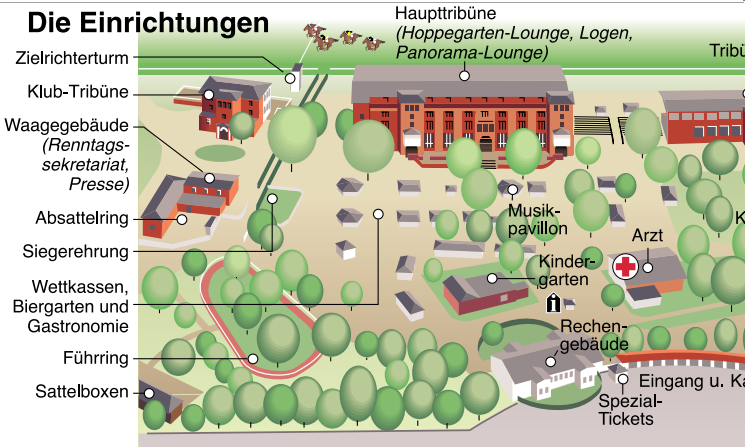 Die Einrichtungen
Haupttribüne
(Hoppegarten-Lounge, Logen,
Panorama-Lounge)
Zielrichterturm
Klub-Tribüne
Waagegebäude
(Renntags-
sekretariat,
Presse)
Absattelring
Siegerehrung
Wettkassen,
Biergarten und
Gastronomie
Führring
Sattelboxen
Musik-
pavillon
Kinder-
garten
Arzt
Rechen-
gebäude
Eingang u.
Spezial-
Tickets